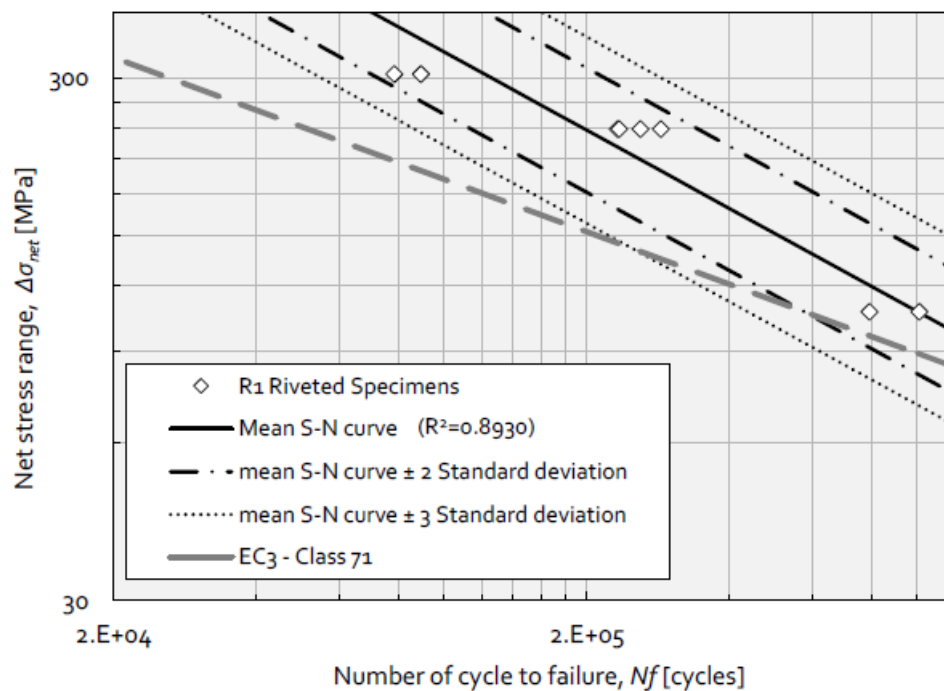 300
30
Net stress range, Δσnet [MPa]
R1 Riveted Specimens
Mean S-N curve (R²=0.8930)
mean S-N curve ± 2 Standard deviation
mean S-N curve ± 3 Standard deviation
EC3 - Class 71
2.E+04
2.E+05
Number of cycle to failure, Nf [cycles]